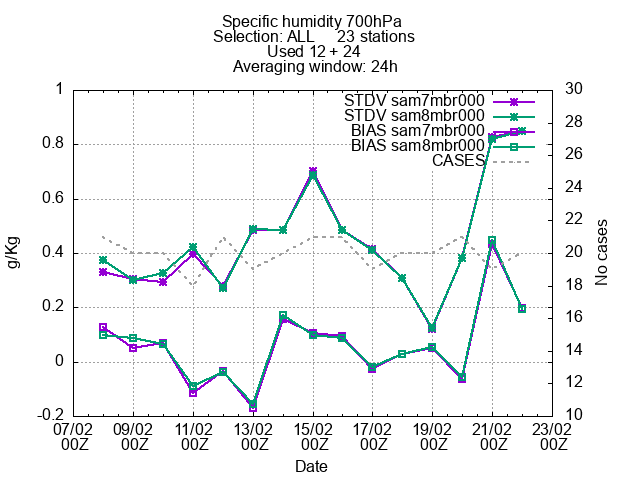 Specific humidity 700hPa
Selection: ALL 23 stations
Used 12 + 24
Averaging window: 24h
STDV sam7mbr000
STDV sam8mbr000
BIAS sam7mbr000
BIAS sam8mbr000
CASES
1
0.8
0.6
0.4
0.2
0
-0.2
g/Kg
30
28
26
24
22
20
18
16
14
12
10
No cases
07/02 09/02 11/02 13/02 15/02 17/02 19/02 21/02 23/02
00Z 00Z 00Z 00Z 00Z 00Z 00Z 00Z 00Z
Date